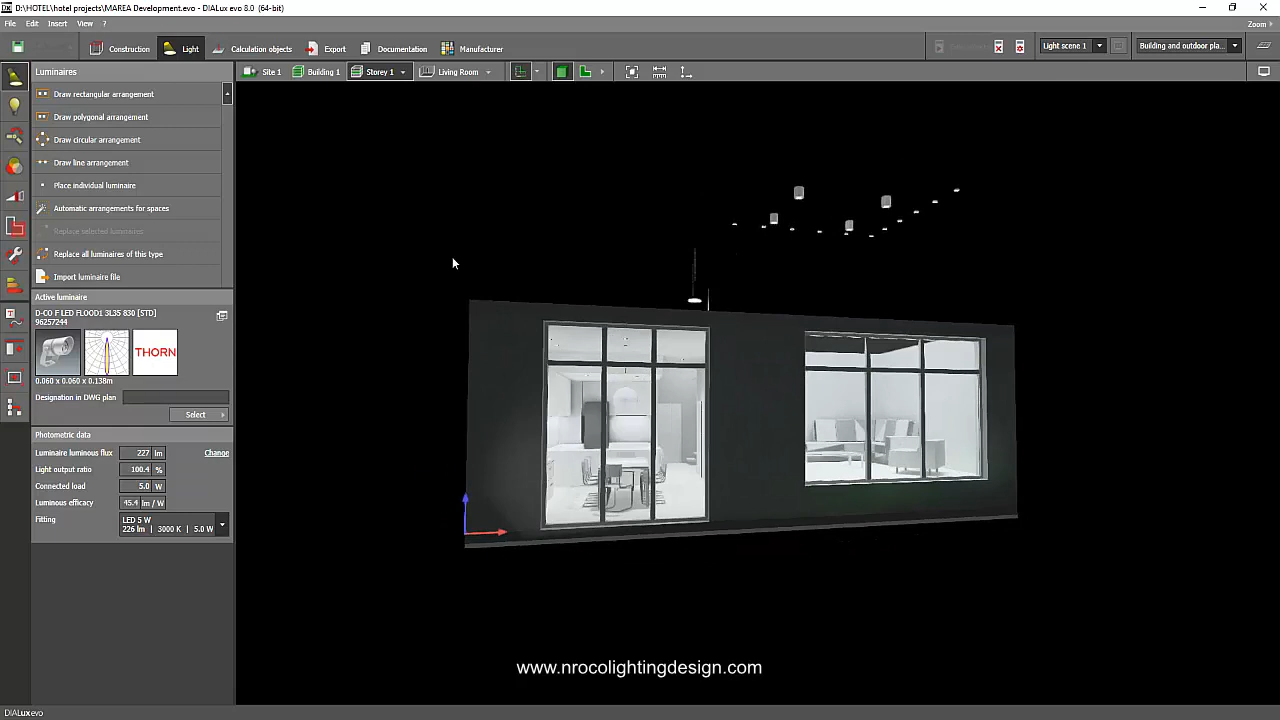 D:\HOTEL\hotel projects\MAREA Development.evo - DIALux evo 8.0 (64-bit)
File Edit Insert View ?
Zoom
Construction Light Calculation objects Export Documentation Manufacturer
Light scene 1 Building and outdoor pla...
Luminaires
Site 1 Building 1 Storey 1 Living Room
Draw rectangular arrangement
Draw polygonal arrangement
Draw circular arrangement
Draw line arrangement
Place individual luminaire
Automatic arrangements for spaces
Replace selected luminaires
Replace all luminaires of this type
Import luminaire file
Active luminaire
D-CO F LED FLOOD1 3L35 830 [STD]
96257244
THORN
0.060 x 0.060 x 0.138m
Designation in DWG plan
Select
Photometric data
Luminaire luminous flux 227 lm Change
Light output ratio 100.4 %
Connected load 5.0 W
Luminous efficacy 45.4 lm / W
Fitting LED 5 W
226 lm | 3000 K | 5.0 W
www.nrocolightingdesign.com
DIALux evo